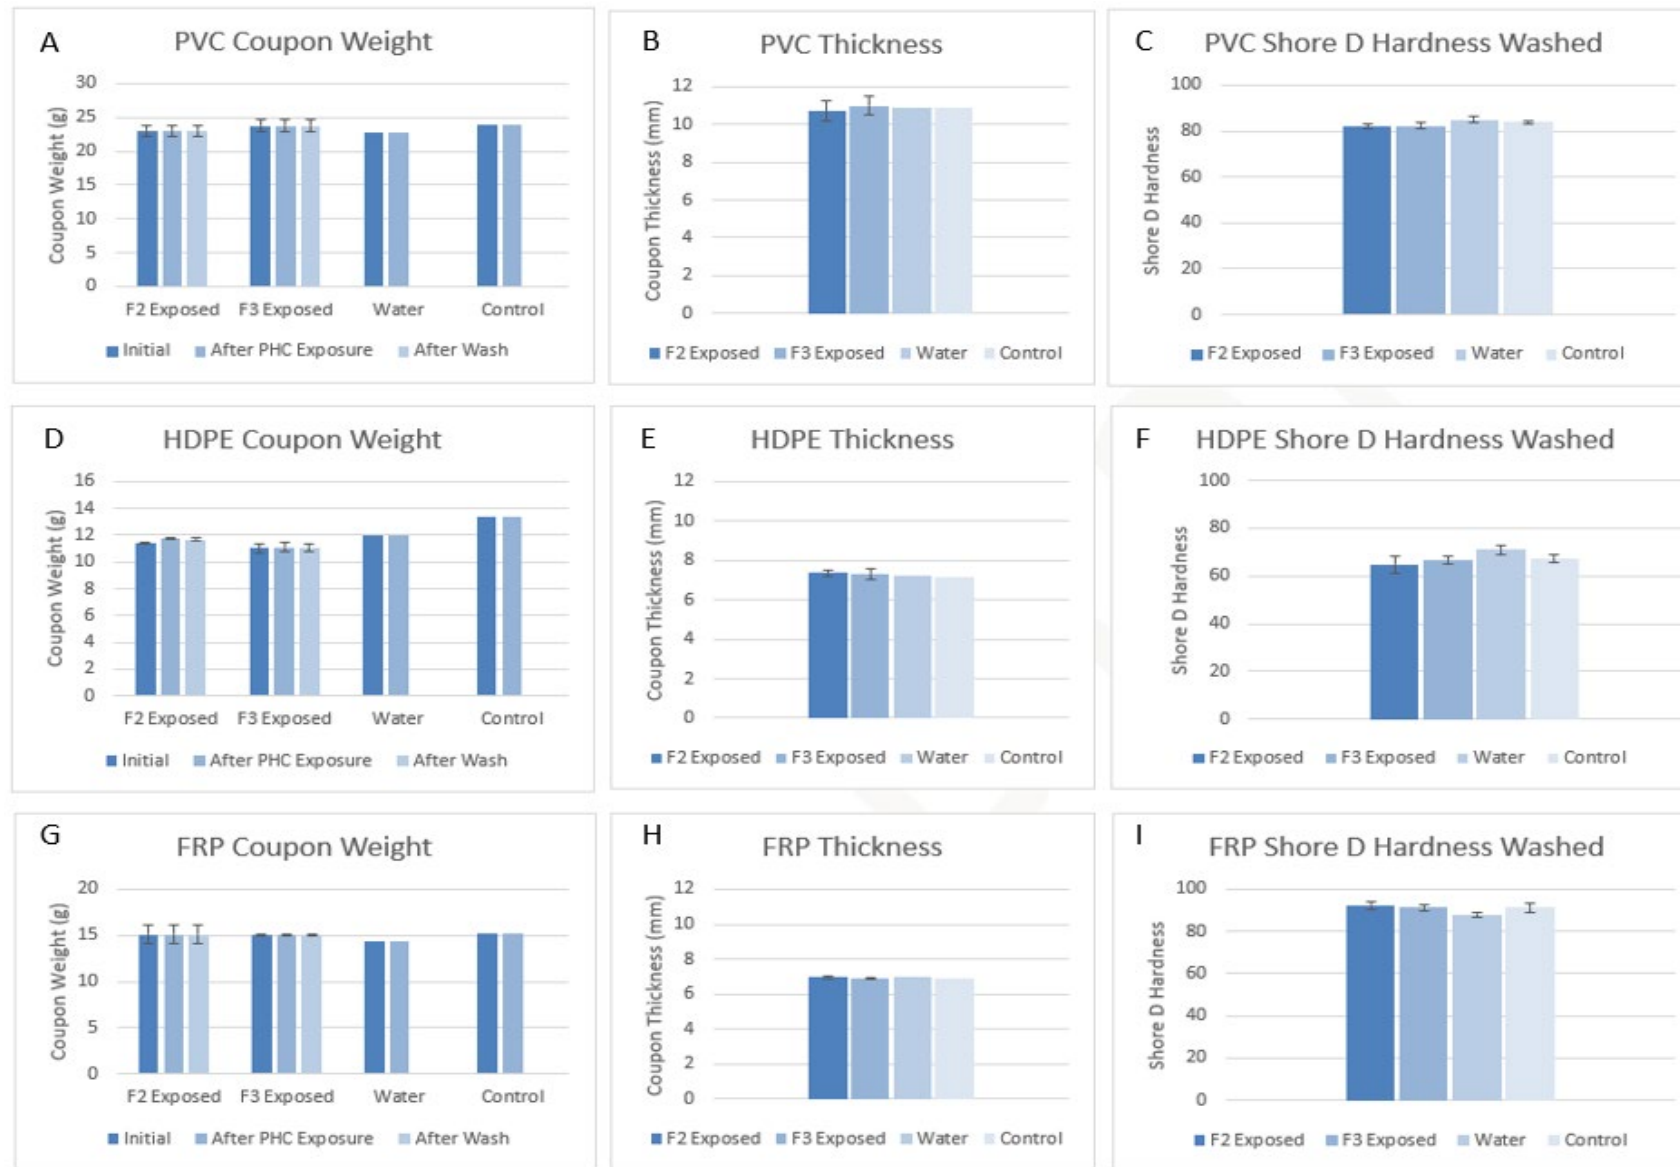 A
PVC Coupon Weight
Coupon Weight (g)
30
25
20
15
10
5
0
F2 Exposed F3 Exposed Water Control
Initial After PHC Exposure After Wash
B
PVC Thickness
Coupon Thickness (mm)
12
10
8
6
4
2
0
F2 Exposed F3 Exposed Water Control
C
PVC Shore D Hardness Washed
Shore D Hardness
100
80
60
40
20
0
F2 Exposed F3 Exposed Water Control
D
HDPE Coupon Weight
Coupon Weight (g)
16
14
12
10
8
6
4
2
0
F2 Exposed F3 Exposed Water Control
Initial After PHC Exposure After Wash
E
HDPE Thickness
Coupon Thickness (mm)
12
10
8
6
4
2
0
F2 Exposed F3 Exposed Water Control
F
HDPE Shore D Hardness Washed
Shore D Hardness
100
80
60
40
20
0
F2 Exposed F3 Exposed Water Control
G
FRP Coupon Weight
Coupon Weight (g)
20
15
10
5
0
F2 Exposed F3 Exposed Water Control
Initial After PHC Exposure After Wash
H
FRP Thickness
Coupon Thickness (mm)
12
10
8
6
4
2
0
F2 Exposed F3 Exposed Water Control
I
FRP Shore D Hardness Washed
Shore D Hardness
100
80
60
40
20
0
F2 Exposed F3 Exposed Water Control